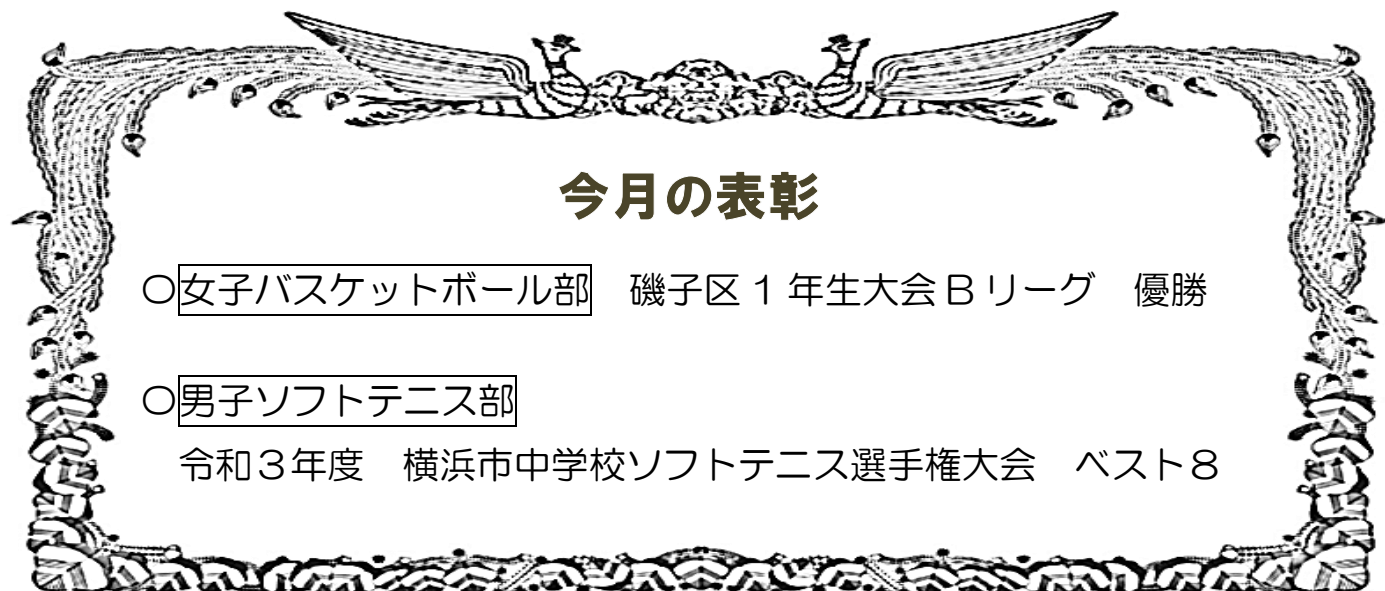 今月の表彰
○女子バスケットボール部　磯子区1年生大会Bリーグ　優勝
○男子ソフトテニス部
令和３年度　横浜市中学校ソフトテニス選手権大会　ベスト８